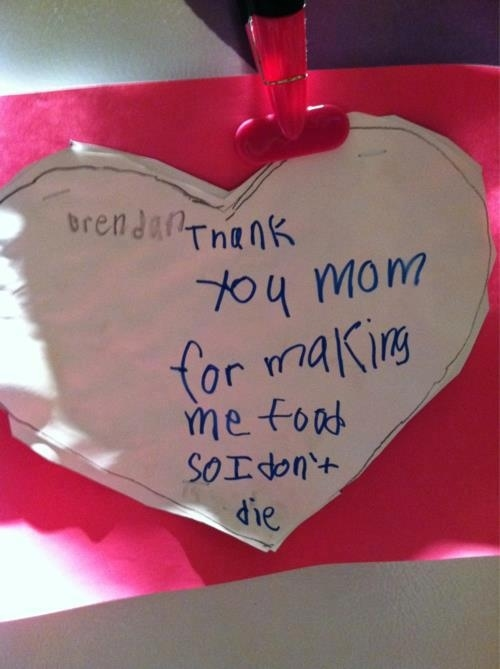 Brendan
Thank
you mom
for making
me food
so I don't
die